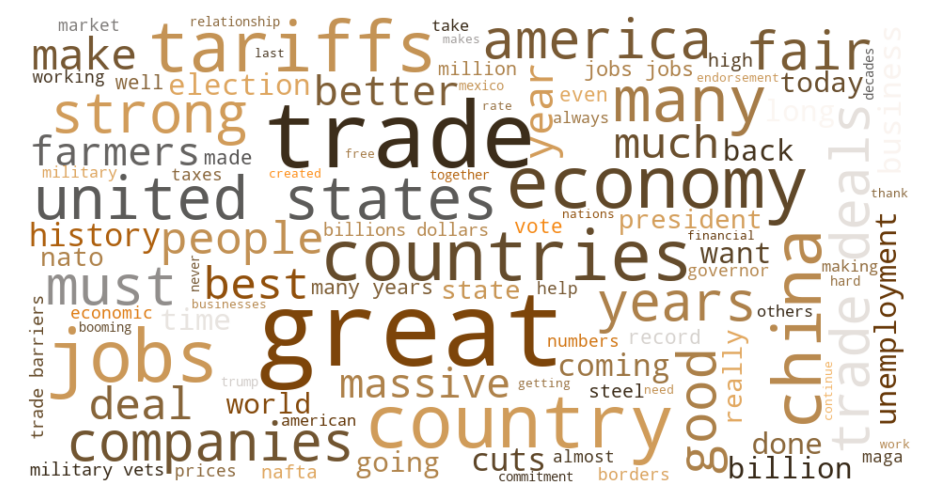 market relationship take
make tariffs last makes america high fair decades
working well election million jobs jobs endorsement today
strong better mexico year even many long business
trade rate always
farmers made free much back
military taxes created together economy trade deals
united states nations thank
history people billions dollars vote president financial unemployment
nato never countries want governor making
must best many years state help years others china hard
economic businesses
booming time great numbers record
trade barriers jobs coming good really continue
trump massive getting steel need
deal world american country
companies done work
military vets prices nafta going cuts almost borders billion maga
commitment